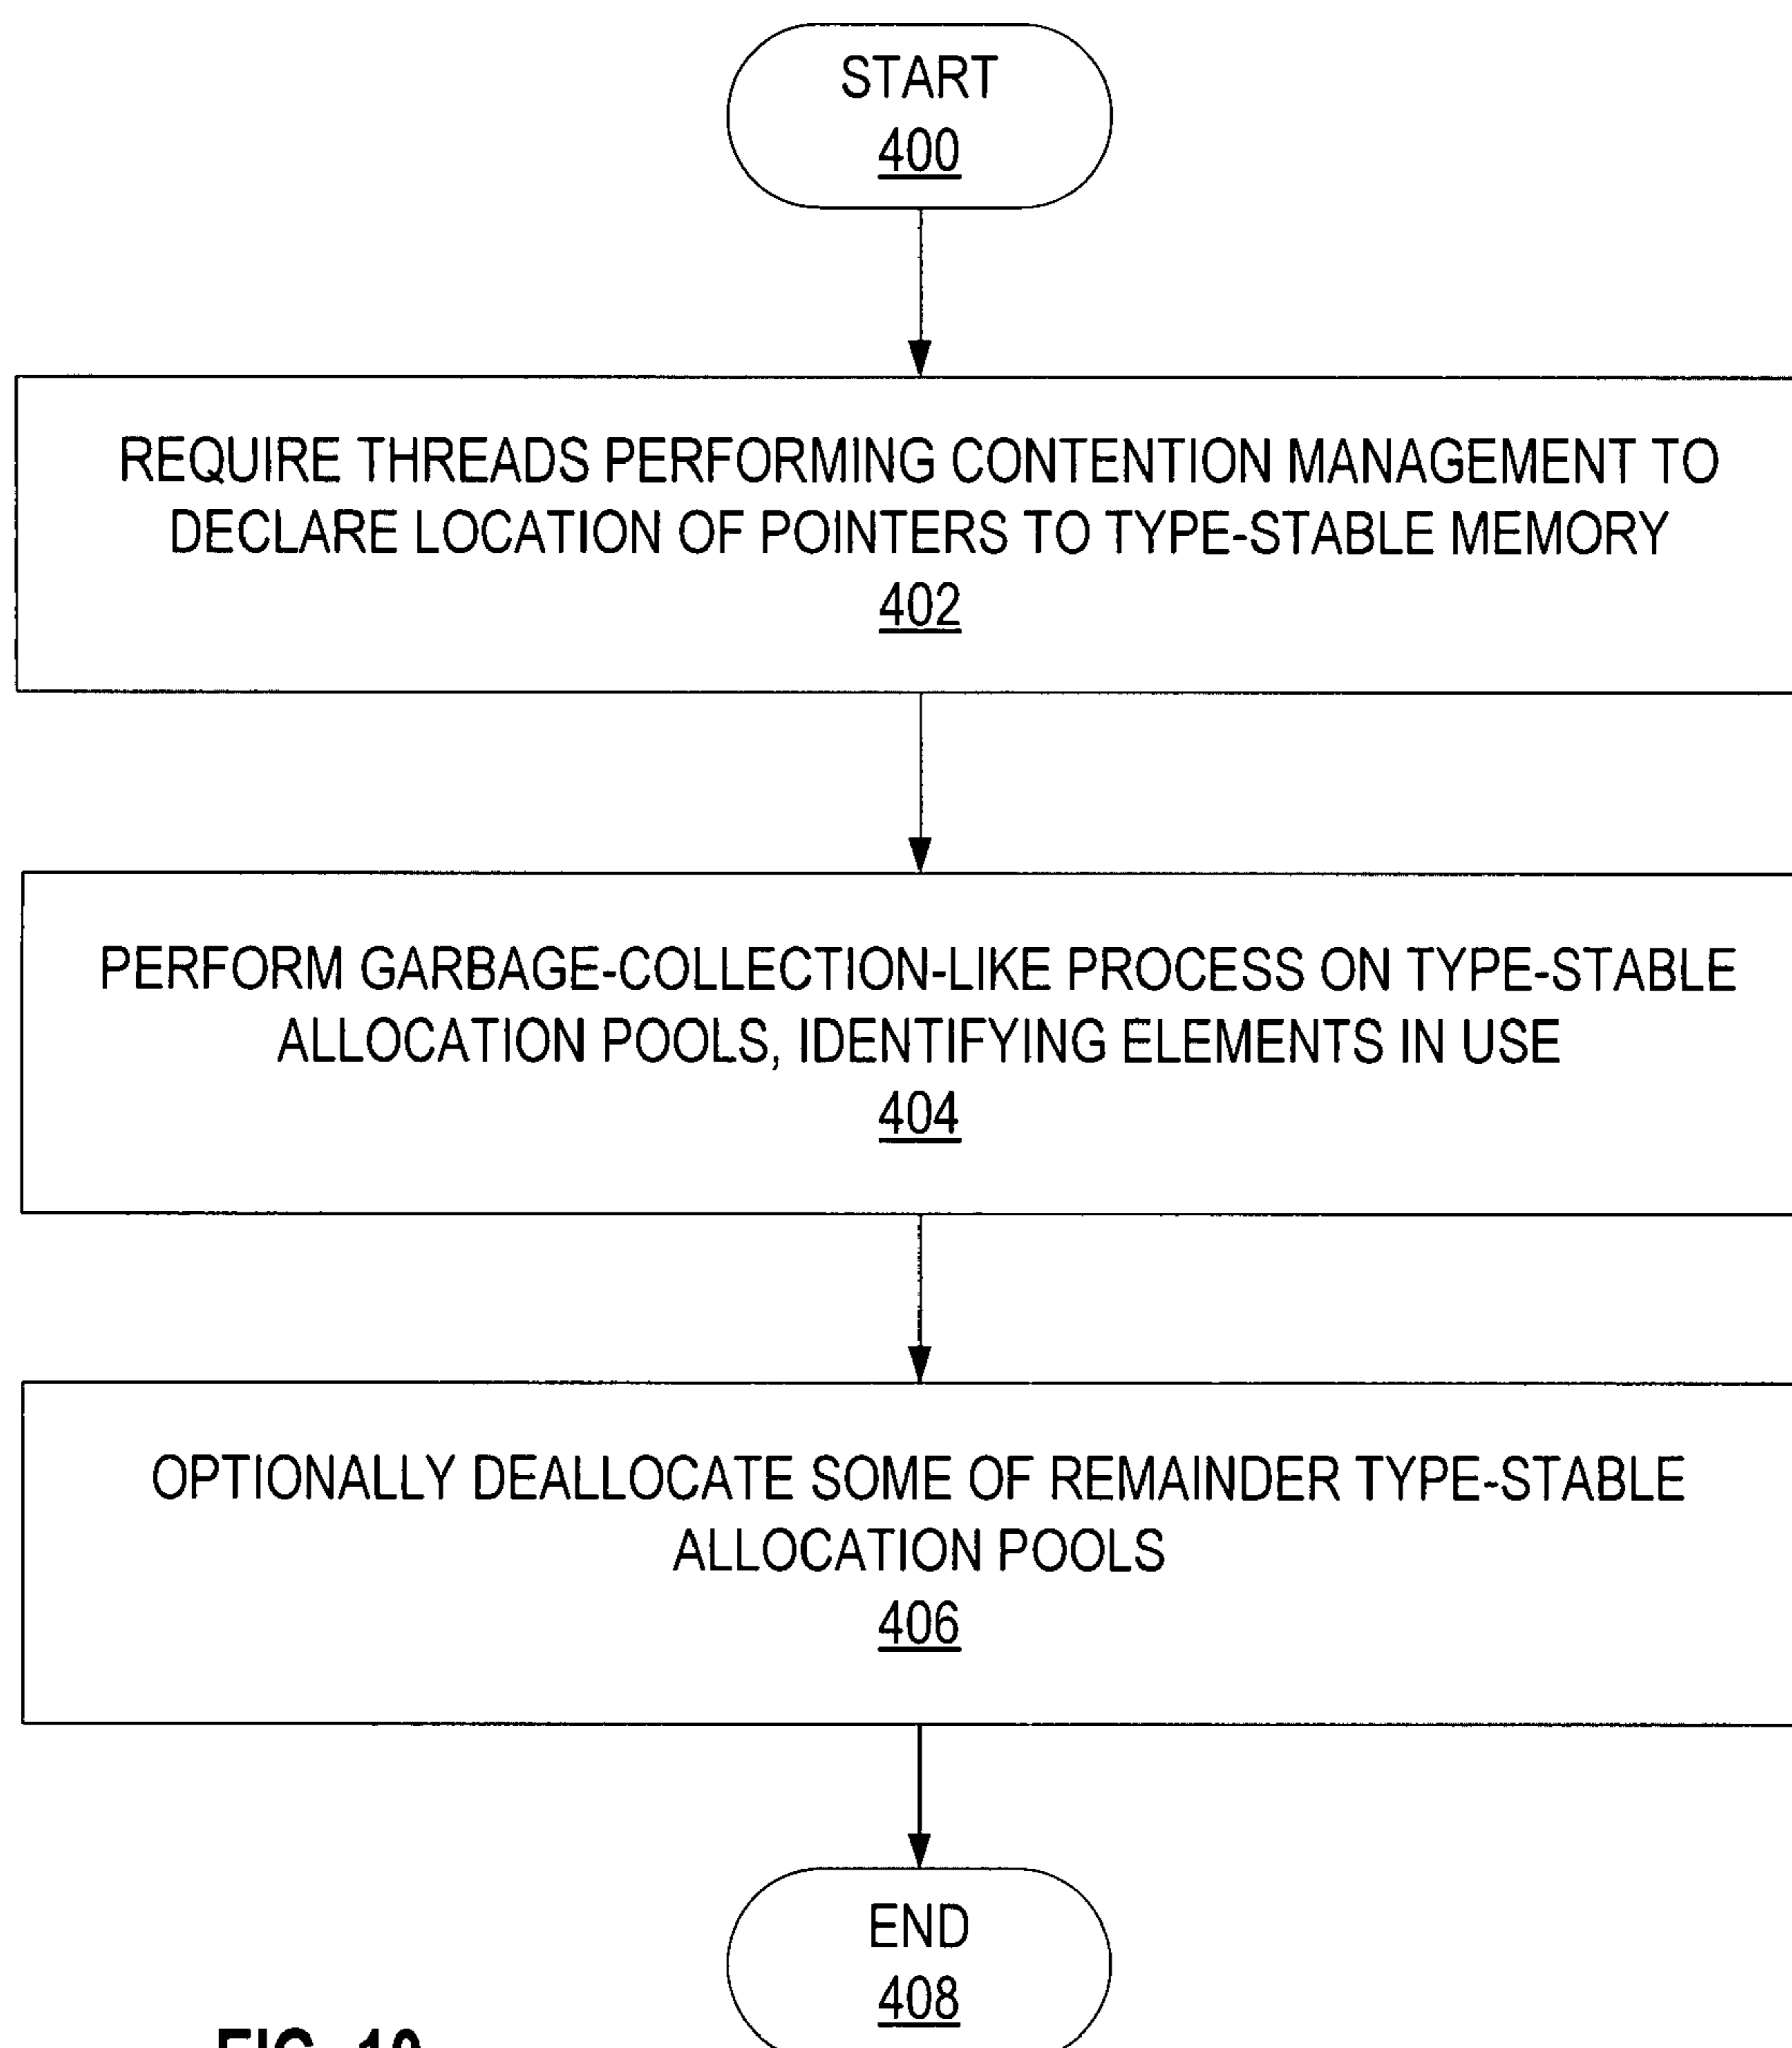 START
400
REQUIRE THREADS PERFORMING CONTENTION MANAGEMENT TO
DECLARE LOCATION OF POINTERS TO TYPE-STABLE MEMORY
402
PERFORM GARBAGE-COLLECTION-LIKE PROCESS ON TYPE-STABLE
ALLOCATION POOLS, IDENTIFYING ELEMENTS IN USE
404
OPTIONALLY DEALLOCATE SOME OF REMAINDER TYPE-STABLE
ALLOCATION POOLS
406
END
408